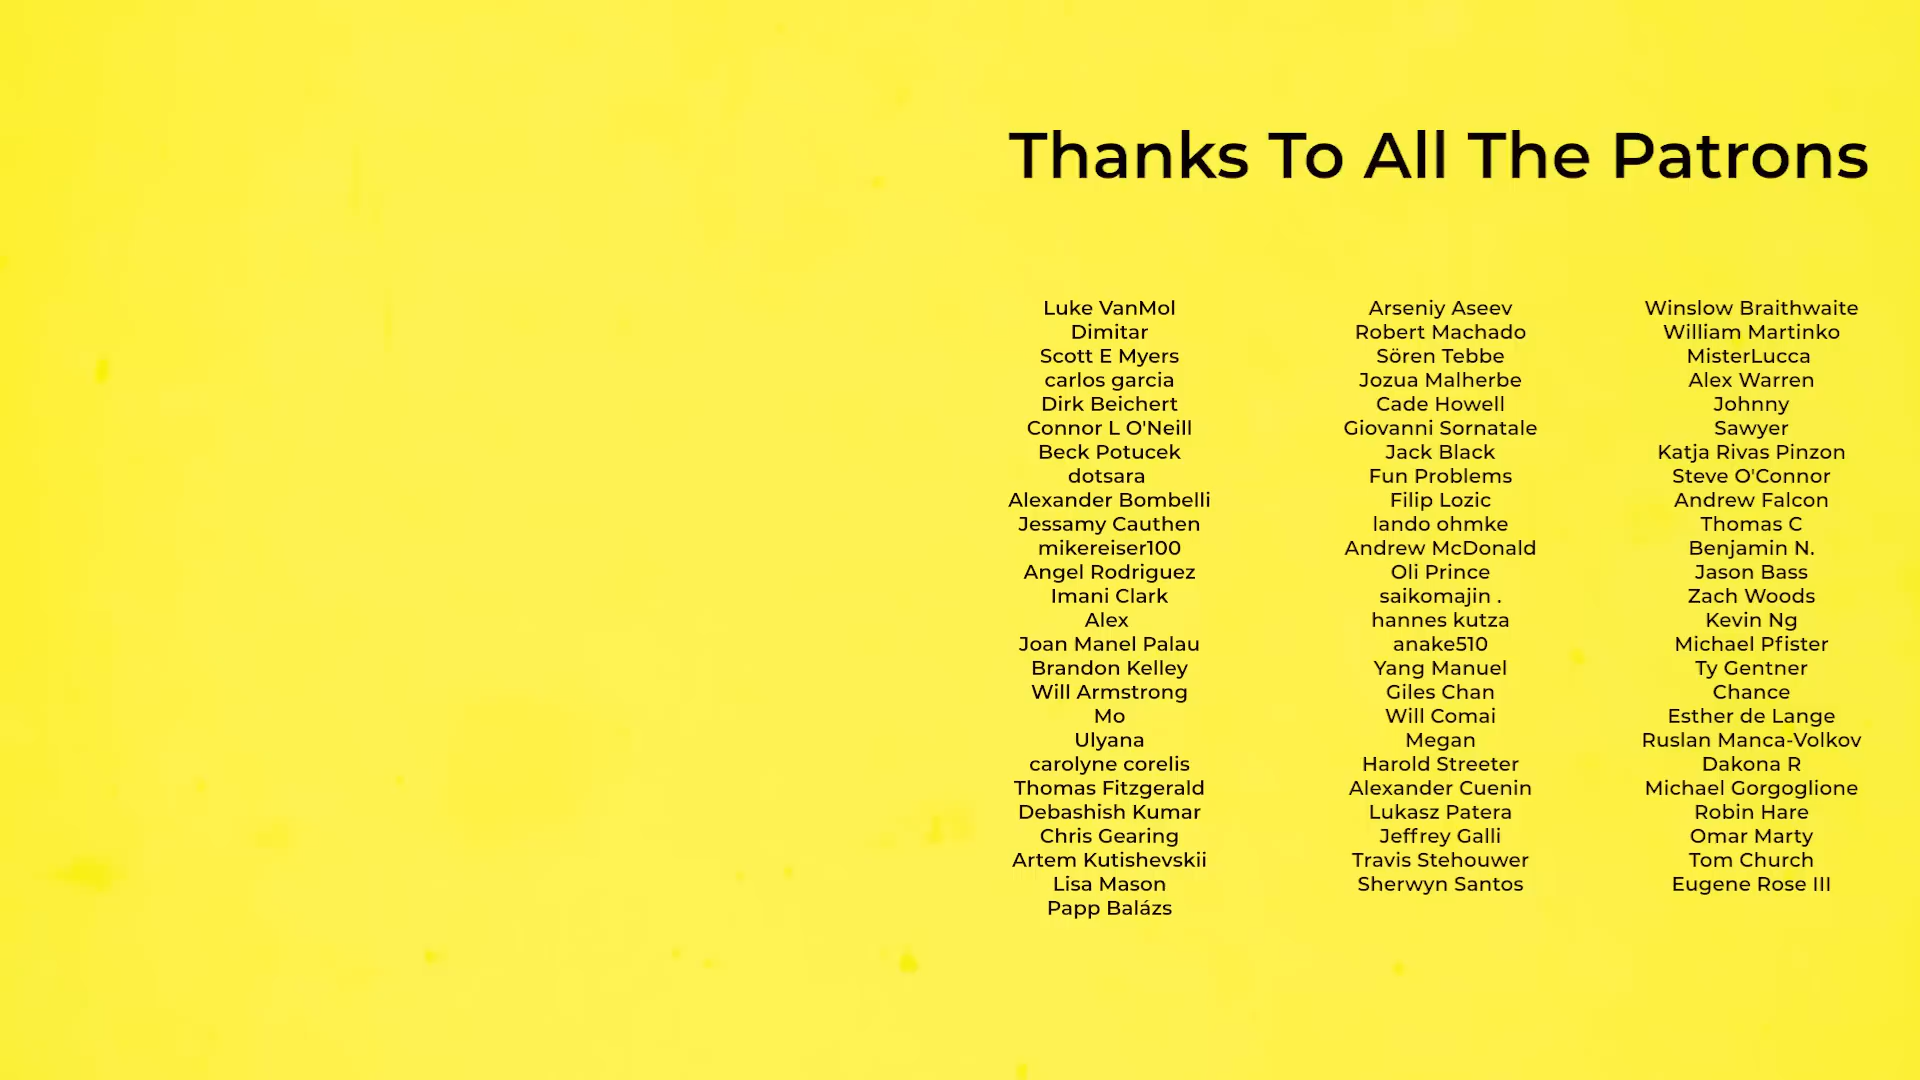 Thanks To All The Patrons
Luke VanMol
Dimitar
Scott E Myers
carlos garcia
Dirk Beichert
Connor L O'Neill
Beck Potucek
dotsara
Alexander Bombelli
Jessamy Cauthen
mikereiser100
Angel Rodriguez
Imani Clark
Alex
Joan Manel Palau
Brandon Kelley
Will Armstrong
Mo
Ulyana
carolyne corelis
Thomas Fitzgerald
Debashish Kumar
Chris Gearing
Artem Kutishevskii
Lisa Mason
Papp Balázs
Arseniy Aseev
Robert Machado
Sören Tebbe
Jozua Malherbe
Cade Howell
Giovanni Sornatale
Jack Black
Fun Problems
Filip Lozic
lando ohmke
Andrew McDonald
Oli Prince
saikomajin .
hannes kutza
anake510
Yang Manuel
Giles Chan
Will Comai
Megan
Harold Streeter
Alexander Cuenin
Lukasz Patera
Jeffrey Galli
Travis Stehouwer
Sherwyn Santos
Winslow Braithwaite
William Martinko
MisterLucca
Alex Warren
Johnny
Sawyer
Katja Rivas Pinzon
Steve O'Connor
Andrew Falcon
Thomas C
Benjamin N.
Jason Bass
Zach Woods
Kevin Ng
Michael Pfister
Ty Gentner
Chance
Esther de Lange
Ruslan Manca-Volkov
Dakona R
Michael Gorgoglione
Robin Hare
Omar Marty
Tom Church
Eugene Rose III